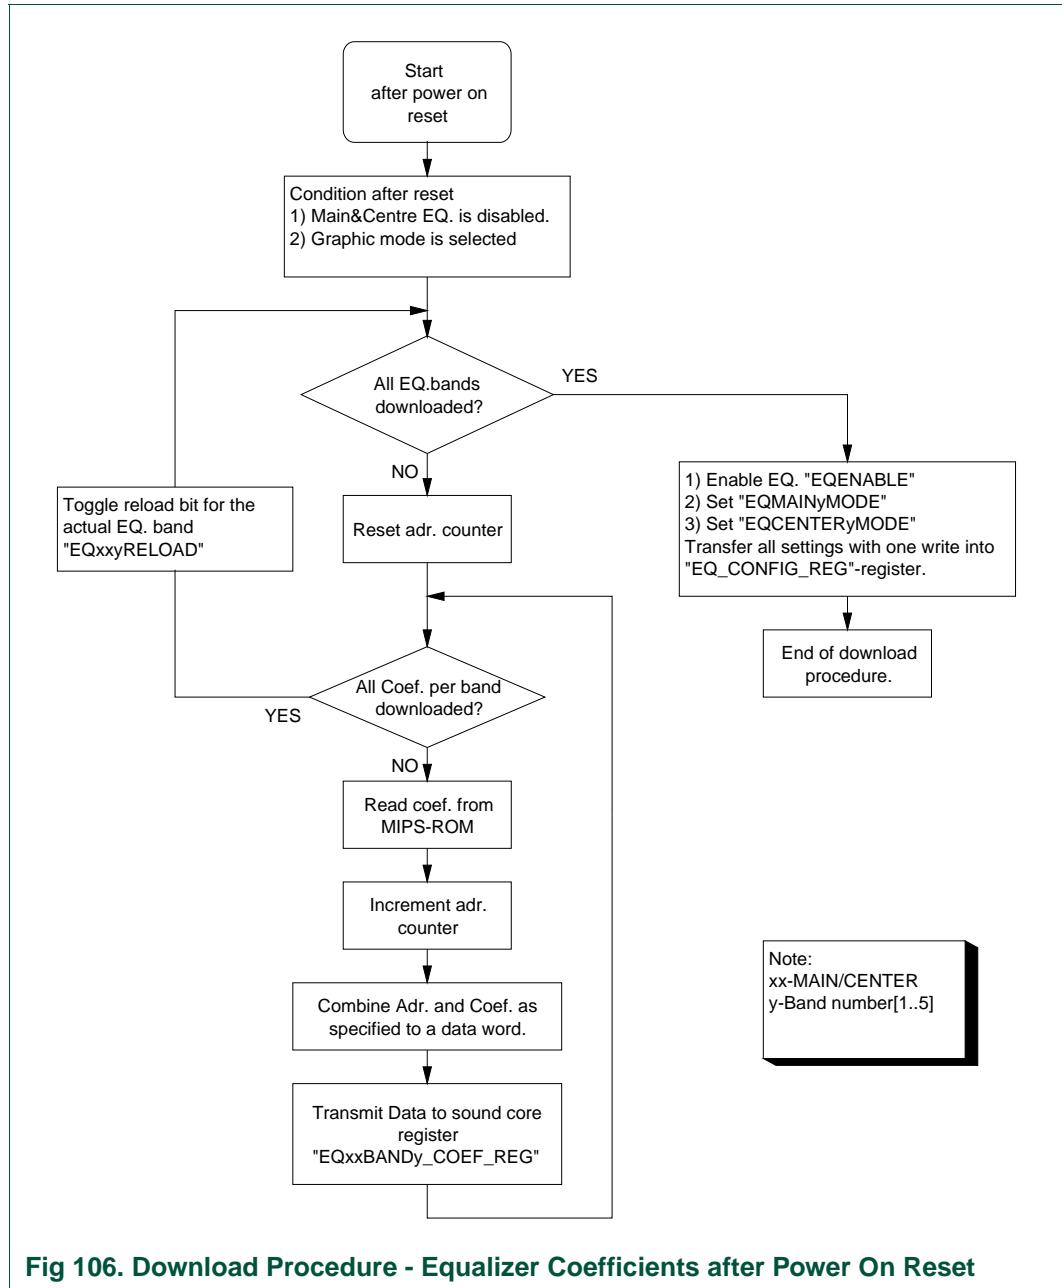 Start
after power on
reset
Condition after reset
1) Main&Centre EQ. is disabled.
2) Graphic mode is selected
All EQ.bands
downloaded?
YES
NO
1) Enable EQ. "EQENABLE"
2) Set "EQMAINyMODE"
3) Set "EQCENTERyMODE"
Transfer all settings with one write into
"EQ_CONFIG_REG"-register.
Toggle reload bit for the
actual EQ. band
"EQxxyRELOAD"
Reset adr. counter
End of download
procedure.
All Coef. per band
downloaded?
YES
NO
Read coef. from
MIPS-ROM
Increment adr.
counter
Combine Adr. and Coef. as
specified to a data word.
Transmit Data to sound core
register
"EQxxBANDy_COEF_REG"
Note:
xx-MAIN/CENTER
y-Band number[1..5]
Fig 106. Download Procedure - Equalizer Coefficients after Power On Reset